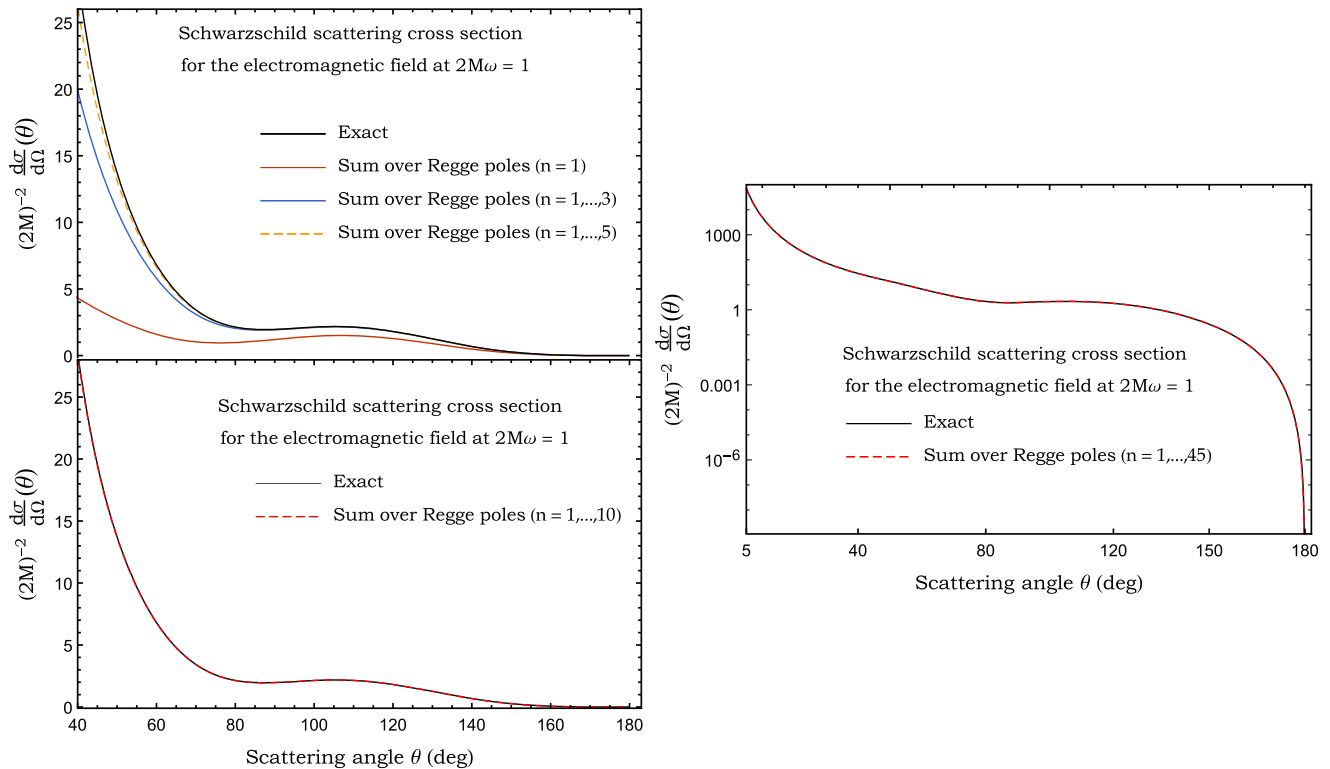 25
20
15
10
5
0
(2M)⁻² dσ/dΩ(θ)
Schwarzschild scattering cross section
for the electromagnetic field at 2Mω = 1
Exact
Sum over Regge poles (n = 1)
Sum over Regge poles (n = 1,...,3)
Sum over Regge poles (n = 1,...,5)
25
20
15
10
5
0
(2M)⁻² dσ/dΩ(θ)
Schwarzschild scattering cross section
for the electromagnetic field at 2Mω = 1
Exact
Sum over Regge poles (n = 1,...,10)
40 60 80 100 120 140 160 180
Scattering angle θ (deg)
1000
1
0.001
10⁻⁶
(2M)⁻² dσ/dΩ(θ)
Schwarzschild scattering cross section
for the electromagnetic field at 2Mω = 1
Exact
Sum over Regge poles (n = 1,...,45)
5 40 80 120 150 180
Scattering angle θ (deg)